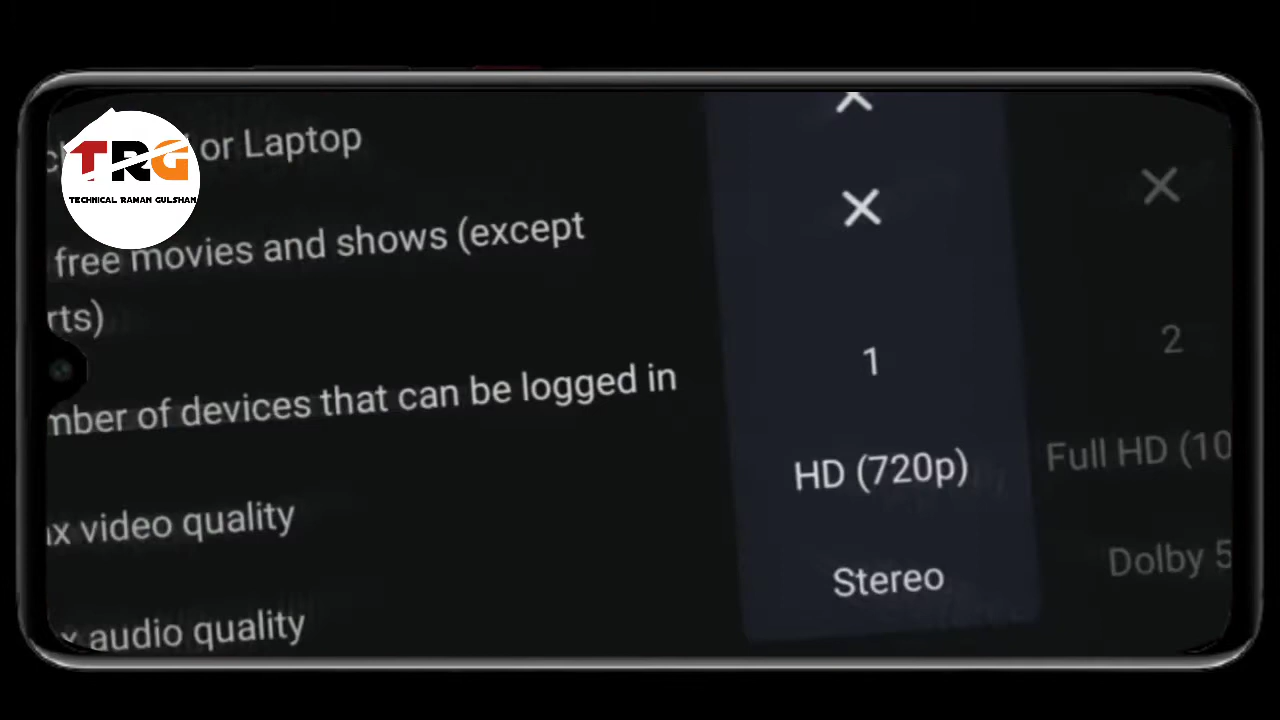 or Laptop
TRG
TECHNICAL RAMAN GULSHAN
free movies and shows (except
rts)
mber of devices that can be logged in
1
2
video quality
HD (720p)
Full HD (10
audio quality
Stereo
Dolby 5